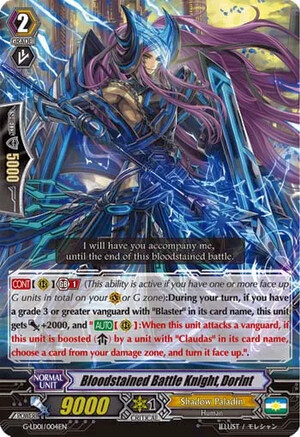 2
GRADE
5000
I will have you accompany me,
until the end of this bloodstained battle.
CONT 1 GB 1 (This ability is active if you have one or more face up
G units in total on your or G zone):During your turn, if you have
a grade 3 or greater vanguard with "Blaster" in its card name, this unit
gets +2000, and "AUTO :When this unit attacks a vanguard, if
this unit is boosted ( ) by a unit with "Claudas" in its card name,
choose a card from your damage zone, and turn it face up.".
NORMAL
UNIT
Bloodstained Battle Knight, Dorint
POWER
9000
1
CRITICAL
Shadow Paladin
Human
G-LD01/004EN
ILLUST / モレシャン